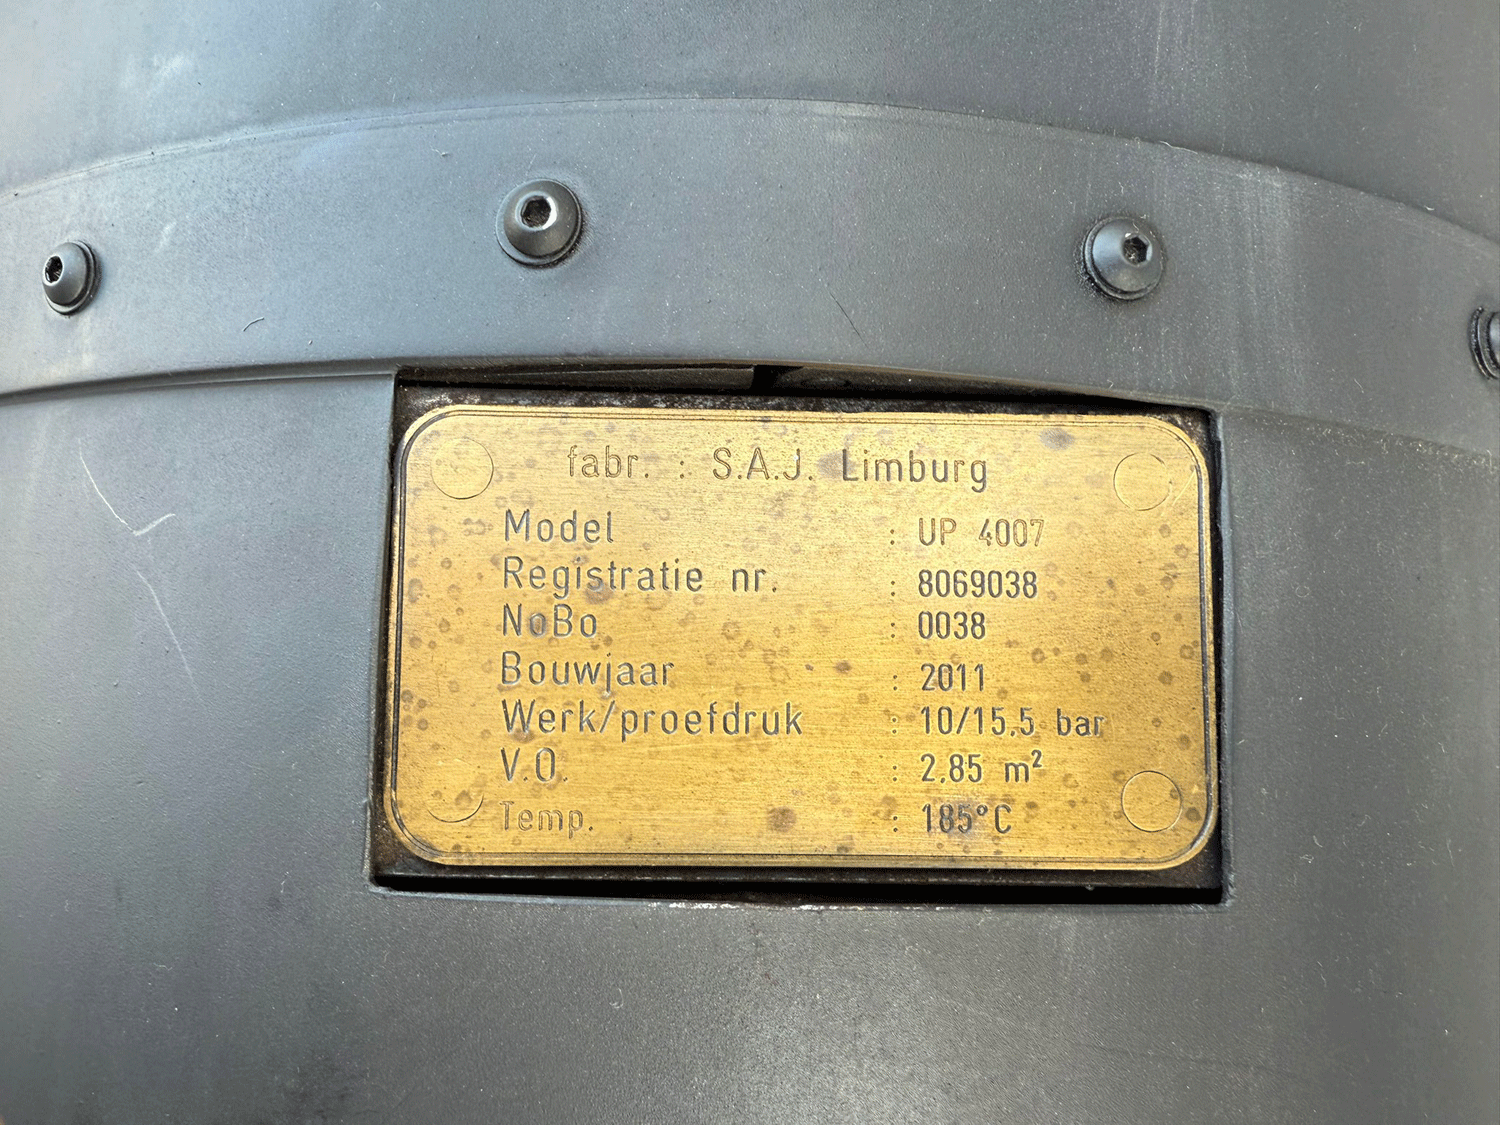 fabr. : S.A.J. Limburg
Model : UP 4007
Registratie nr. : 8069038
NoBo : 0038
Bouwjaar : 2011
Werk/proefdruk : 10/15,5 bar
V.O. : 2,85 m²
Temp. : 185°C